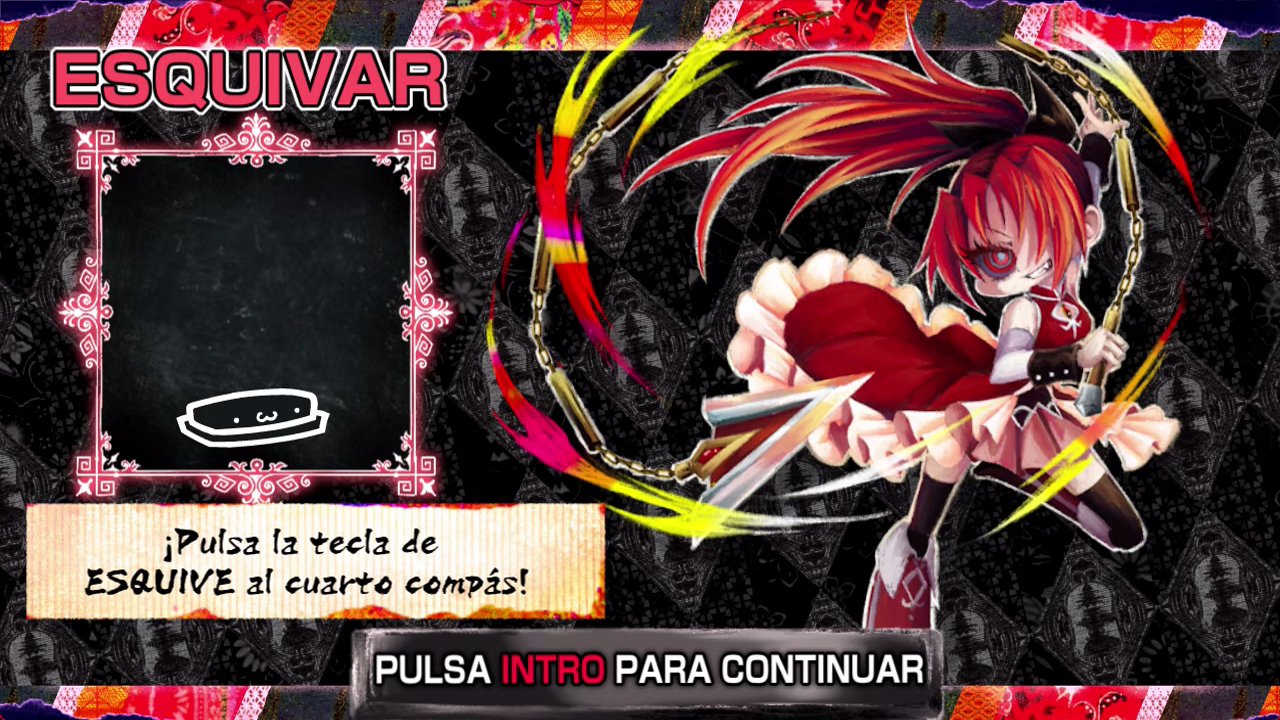 ESQUIVAR
¡Pulsa la tecla de
ESQUIVE al cuarto compás!
PULSA INTRO PARA CONTINUAR